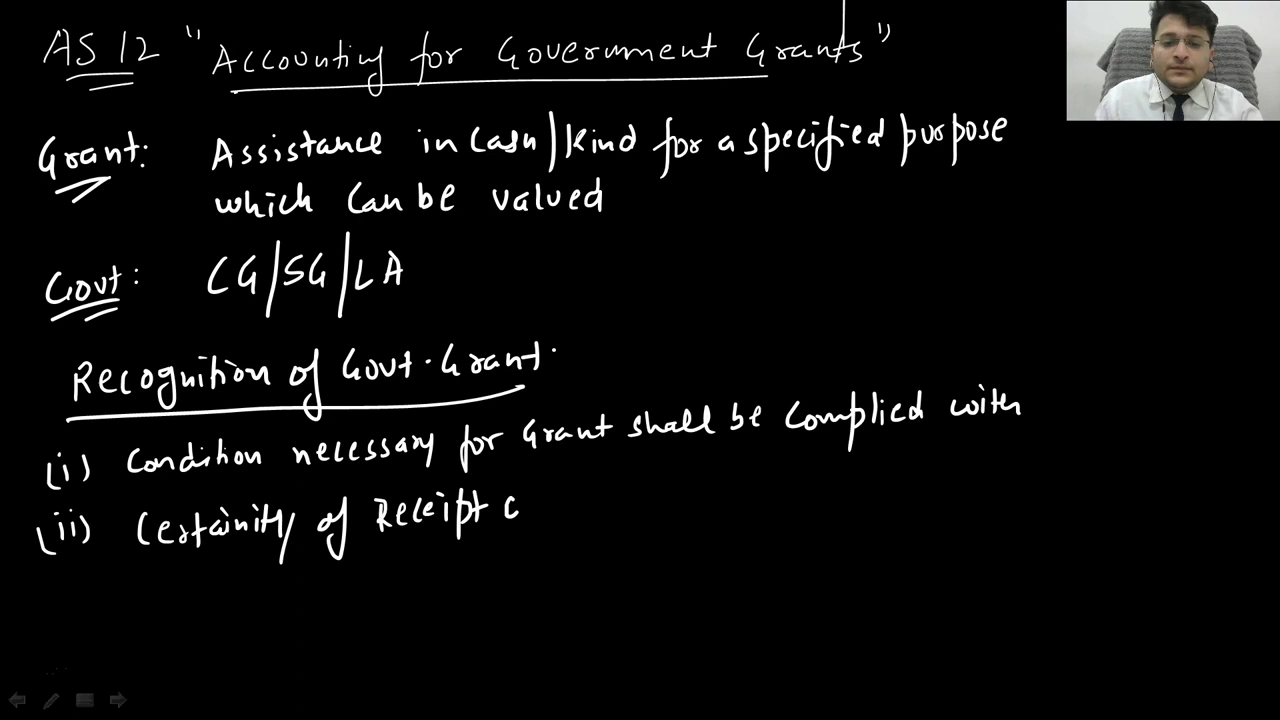 AS 12 "Accounting for Government Grants"
Grant: Assistance in Cash/kind for a specified purpose
which can be valued
Govt: CG/SG/LA
Recognition of Govt. Grant.
(i) Condition necessary for Grant shall be complied with
(ii) Certainity of Receipt c